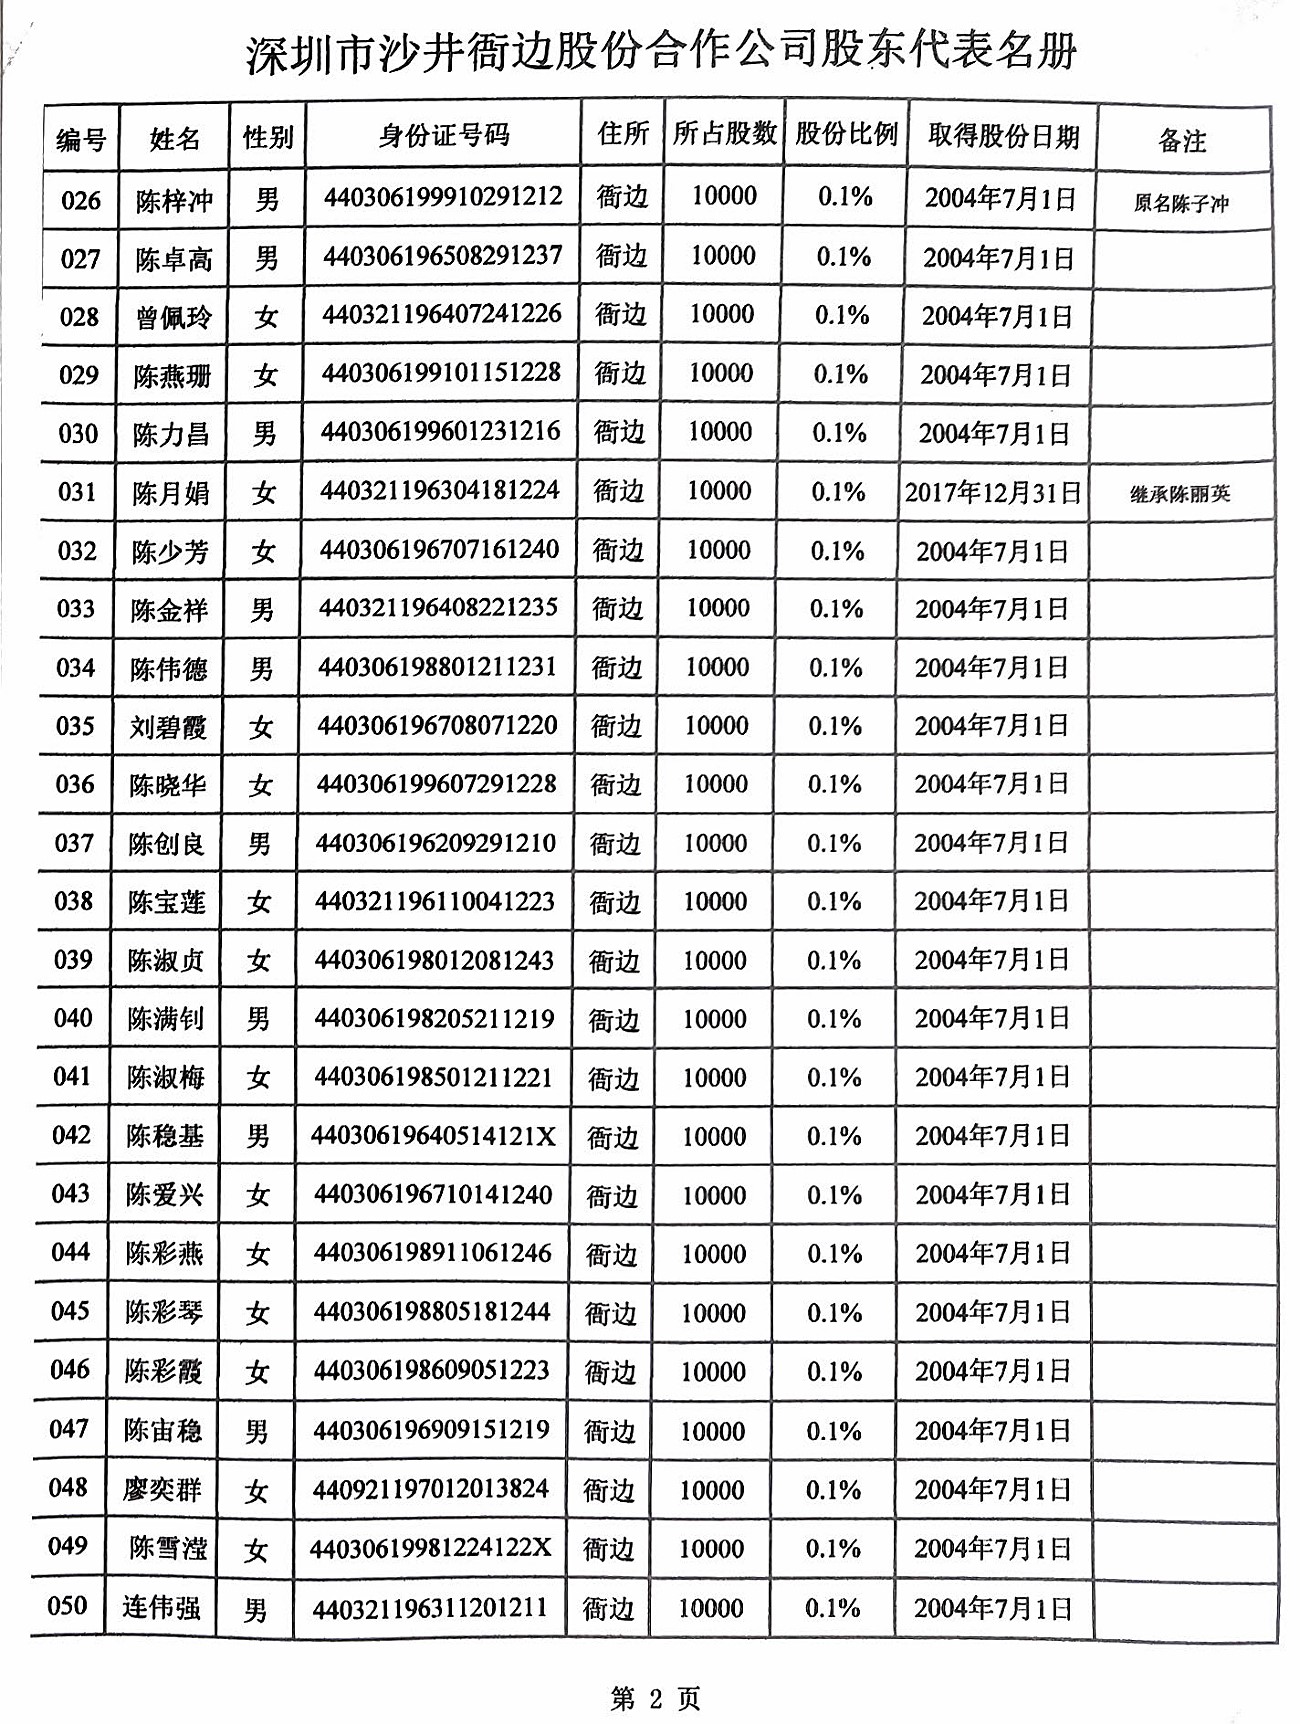 深圳市沙井衙边股份合作公司股东代表名册
编号 姓名 性别 身份证号码 住所 所占股数 股份比例 取得股份日期 备注
026 陈梓冲 男 440306199910291212 衙边 10000 0.1% 2004年7月1日 原名陈子冲
027 陈卓高 男 440306196508291237 衙边 10000 0.1% 2004年7月1日
028 曾佩玲 女 440321196407241226 衙边 10000 0.1% 2004年7月1日
029 陈燕珊 女 440306199101151228 衙边 10000 0.1% 2004年7月1日
030 陈力昌 男 440306199601231216 衙边 10000 0.1% 2004年7月1日
031 陈月娟 女 440321196304181224 衙边 10000 0.1% 2017年12月31日 继承陈丽英
032 陈少芳 女 440306196707161240 衙边 10000 0.1% 2004年7月1日
033 陈金祥 男 440321196408221235 衙边 10000 0.1% 2004年7月1日
034 陈伟德 男 440306198801211231 衙边 10000 0.1% 2004年7月1日
035 刘碧霞 女 440306196708071220 衙边 10000 0.1% 2004年7月1日
036 陈晓华 女 440306199607291228 衙边 10000 0.1% 2004年7月1日
037 陈创良 男 440306196209291210 衙边 10000 0.1% 2004年7月1日
038 陈宝莲 女 440321196110041223 衙边 10000 0.1% 2004年7月1日
039 陈淑贞 女 440306198012081243 衙边 10000 0.1% 2004年7月1日
040 陈满钊 男 440306198205211219 衙边 10000 0.1% 2004年7月1日
041 陈淑梅 女 440306198501211221 衙边 10000 0.1% 2004年7月1日
042 陈稳基 男 44030619640514121X 衙边 10000 0.1% 2004年7月1日
043 陈爱兴 女 440306196710141240 衙边 10000 0.1% 2004年7月1日
044 陈彩燕 女 440306198911061246 衙边 10000 0.1% 2004年7月1日
045 陈彩琴 女 440306198805181244 衙边 10000 0.1% 2004年7月1日
046 陈彩霞 女 440306198609051223 衙边 10000 0.1% 2004年7月1日
047 陈宙稳 男 440306196909151219 衙边 10000 0.1% 2004年7月1日
048 廖奕群 女 440921197012013824 衙边 10000 0.1% 2004年7月1日
049 陈雪滢 女 44030619981224122X 衙边 10000 0.1% 2004年7月1日
050 连伟强 男 440321196311201211 衙边 10000 0.1% 2004年7月1日
第 2 页